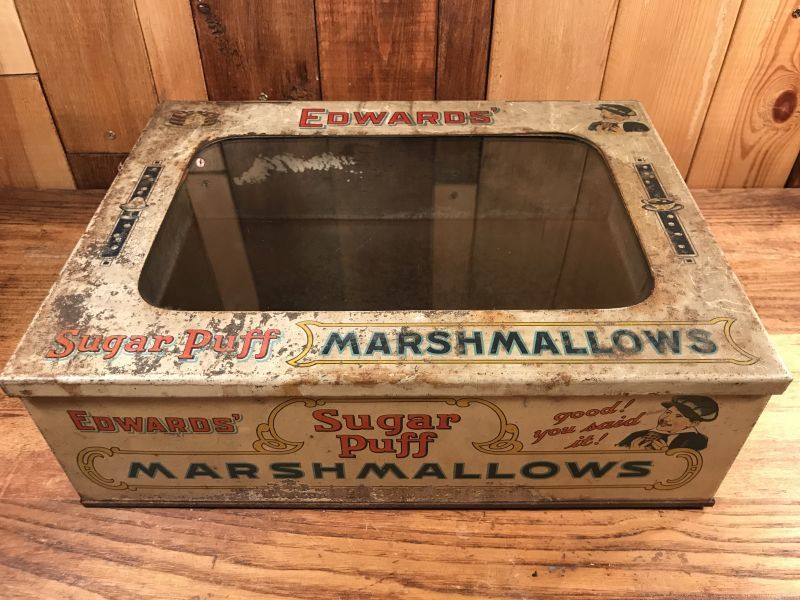 EDWARDS'
Sugar Puff MARSHMALLOWS
EDWARDS' Sugar Puff good! you said it!
MARSHMALLOWS